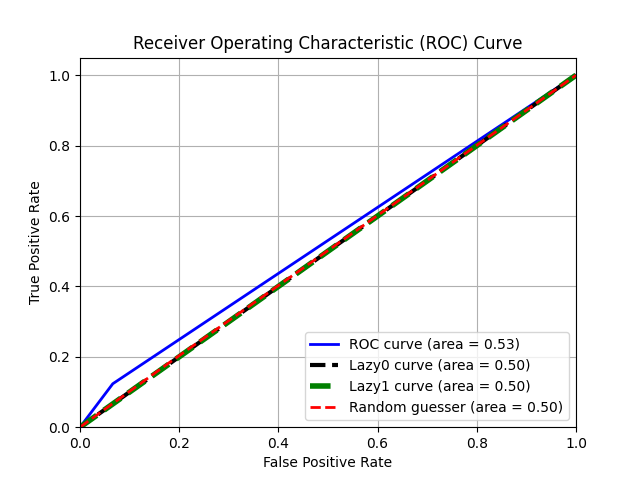 Receiver Operating Characteristic (ROC) Curve
True Positive Rate
1.0
0.8
0.6
0.4
0.2
0.0
0.0 0.2 0.4 0.6 0.8 1.0
False Positive Rate
ROC curve (area = 0.53)
Lazy0 curve (area = 0.50)
Lazy1 curve (area = 0.50)
Random guesser (area = 0.50)